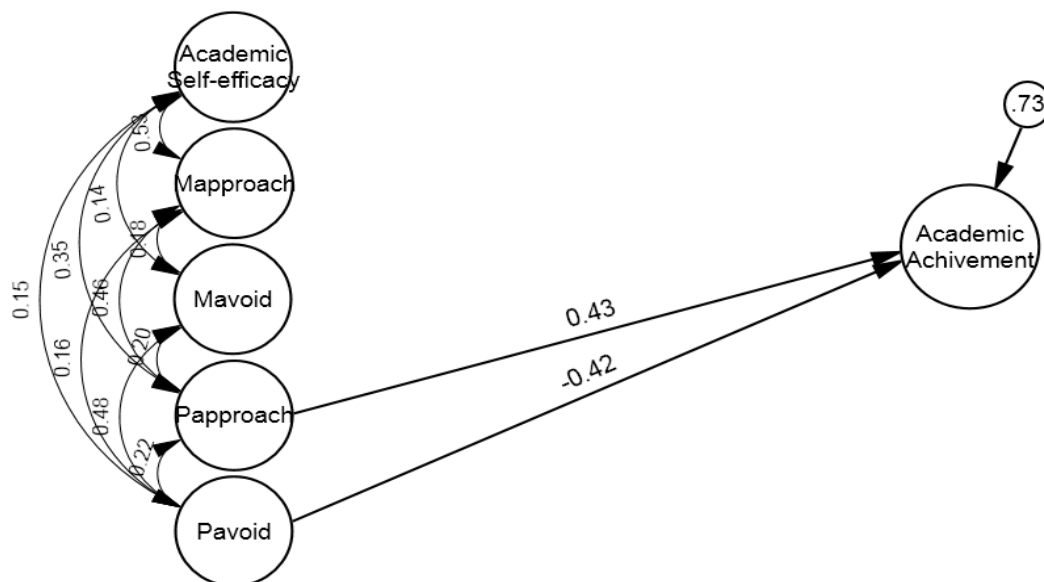 Academic
Self-efficacy
0.53
Mapproach
0.14
0.18
0.35
0.15
Mavoid
0.46
0.20
0.16
0.48
Papproach
0.22
Pavoid
0.43
-0.42
.73
Academic
Achivement